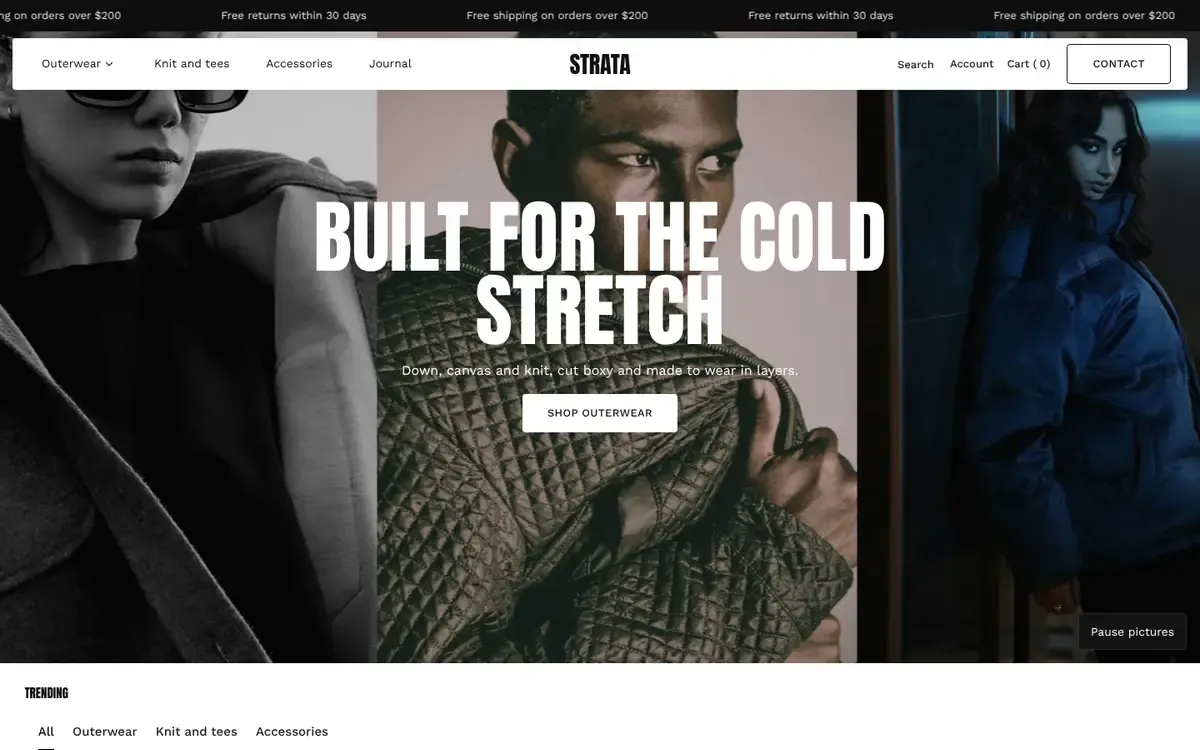 ng on orders over $200 Free returns within 30 days Free shipping on orders over $200 Free returns within 30 days Free shipping on orders over $200
Outerwear Knit and tees Accessories Journal STRATA Search Account Cart ( 0) CONTACT
BUILT FOR THE COLD
STRETCH
Down, canvas and knit, cut boxy and made to wear in layers.
SHOP OUTERWEAR
Pause pictures
TRENDING
All Outerwear Knit and tees Accessories